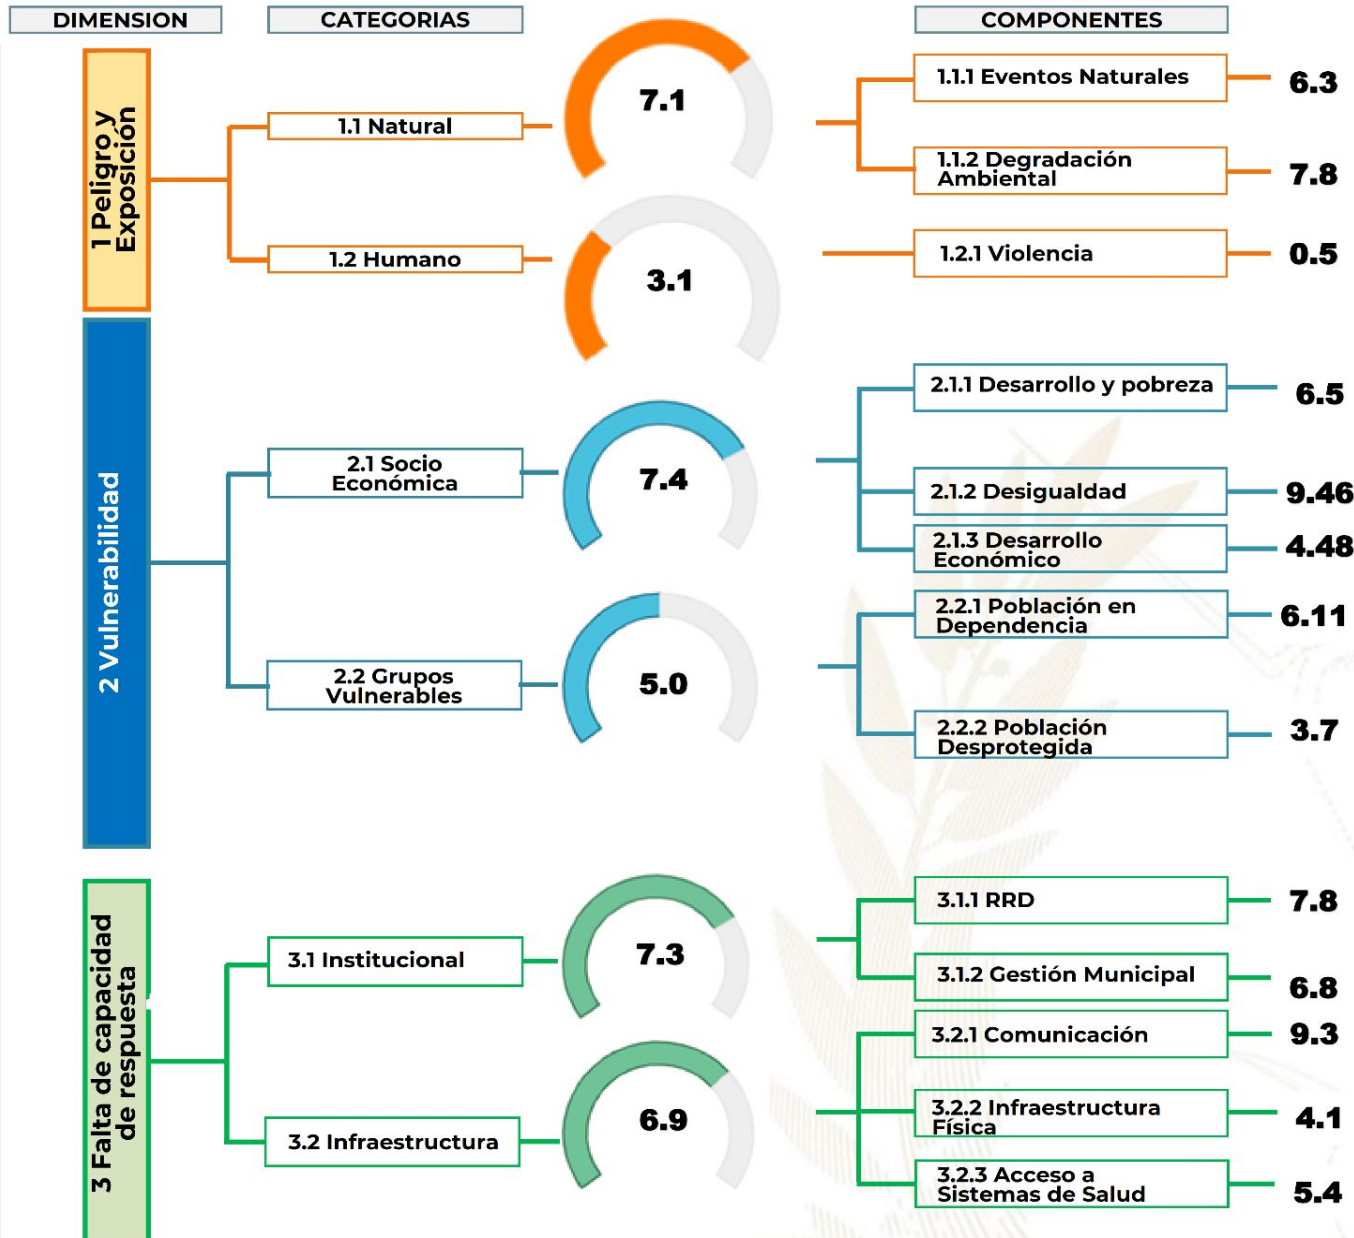 DIMENSION
CATEGORIAS
COMPONENTES
1 Peligro y
Exposición
1.1 Natural
7.1
1.1.1 Eventos Naturales
6.3
1.1.2 Degradación
Ambiental
7.8
1.2 Humano
3.1
1.2.1 Violencia
0.5
2 Vulnerabilidad
2.1 Socio
Económica
7.4
2.1.1 Desarrollo y pobreza
6.5
2.1.2 Desigualdad
9.46
2.1.3 Desarrollo
Económico
4.48
2.2 Grupos
Vulnerables
5.0
2.2.1 Población en
Dependencia
6.11
2.2.2 Población
Desprotegida
3.7
3 Falta de capacidad
de respuesta
3.1 Institucional
7.3
3.1.1 RRD
7.8
3.1.2 Gestión Municipal
6.8
3.2 Infraestructura
6.9
3.2.1 Comunicación
9.3
3.2.2 Infraestructura
Física
4.1
3.2.3 Acceso a
Sistemas de Salud
5.4